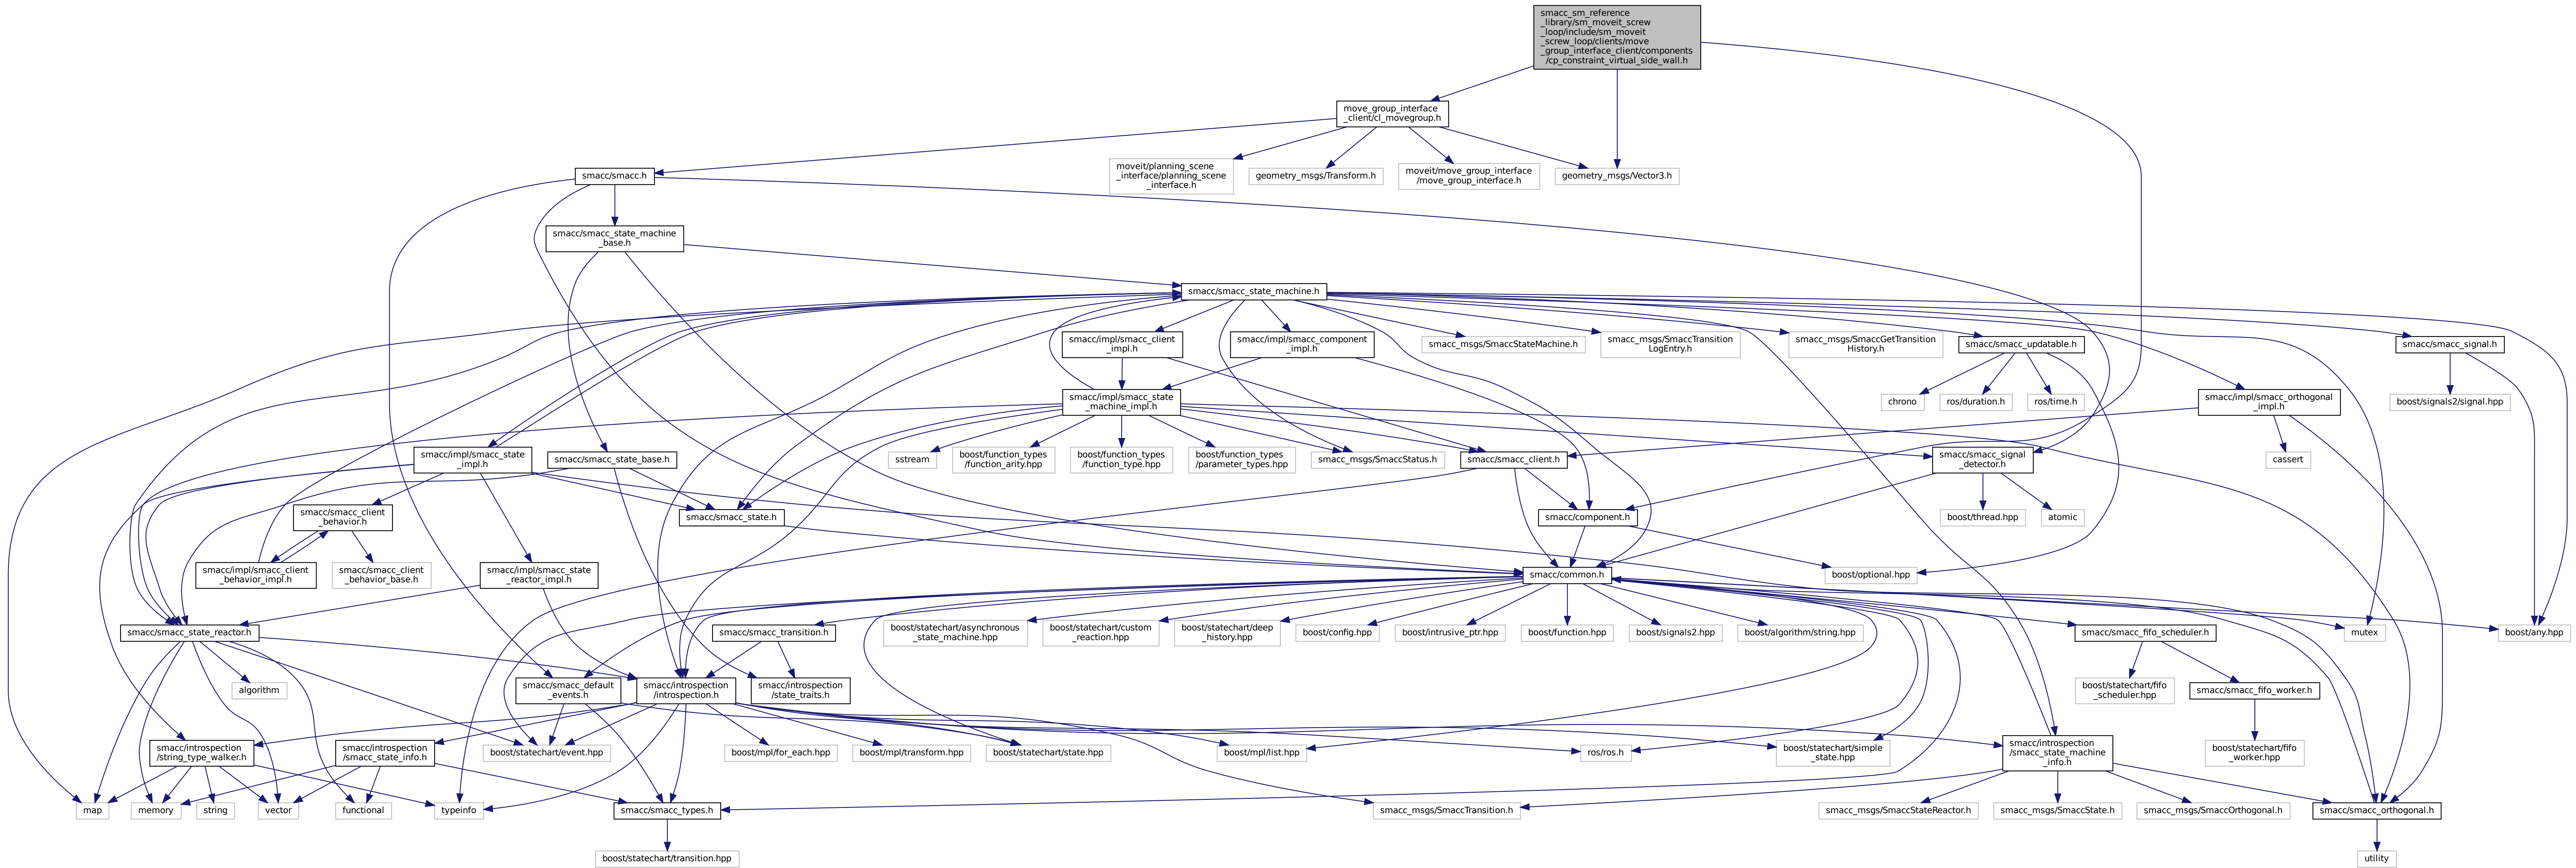 smacc_sm_reference
_library/sm_moveit_screw
_loop/include/sm_moveit
_screw_loop/clients/move
_group_interface_client/components
/cp_constraint_virtual_side_wall.h
move_group_interface
_client/cl_movegroup.h
smacc/smacc.h
moveit/planning_scene
_interface/planning_scene
_interface.h
geometry_msgs/Transform.h
moveit/move_group_interface
/move_group_interface.h
geometry_msgs/Vector3.h
smacc/smacc_state_machine
_base.h
smacc/smacc_state_machine.h
smacc/impl/smacc_client
_impl.h
smacc/impl/smacc_component
_impl.h
smacc_msgs/SmaccStateMachine.h
smacc_msgs/SmaccTransition
LogEntry.h
smacc_msgs/SmaccGetTransition
History.h
smacc/smacc_updatable.h
smacc/smacc_signal.h
smacc/impl/smacc_state
_machine_impl.h
chrono
ros/duration.h
ros/time.h
smacc/impl/smacc_orthogonal
_impl.h
boost/signals2/signal.hpp
smacc/impl/smacc_state
_impl.h
smacc/smacc_state_base.h
sstream
boost/function_types
/function_arity.hpp
boost/function_types
/function_type.hpp
boost/function_types
/parameter_types.hpp
smacc_msgs/SmaccStatus.h
smacc/smacc_client.h
smacc/smacc_signal
_detector.h
cassert
smacc/smacc_client
_behavior.h
smacc/smacc_state.h
smacc/component.h
boost/thread.hpp
atomic
smacc/impl/smacc_client
_behavior_impl.h
smacc/smacc_client
_behavior_base.h
smacc/impl/smacc_state
_reactor_impl.h
smacc/common.h
boost/optional.hpp
smacc/smacc_state_reactor.h
smacc/smacc_transition.h
boost/statechart/asynchronous
_state_machine.hpp
boost/statechart/custom
_reaction.hpp
boost/statechart/deep
_history.hpp
boost/config.hpp
boost/intrusive_ptr.hpp
boost/function.hpp
boost/signals2.hpp
boost/algorithm/string.hpp
smacc/smacc_fifo_scheduler.h
mutex
boost/any.hpp
algorithm
smacc/smacc_default
_events.h
smacc/introspection
/introspection.h
smacc/introspection
/state_traits.h
boost/statechart/fifo
_scheduler.hpp
smacc/smacc_fifo_worker.h
smacc/introspection
/string_type_walker.h
smacc/introspection
/smacc_state_info.h
boost/statechart/event.hpp
boost/mpl/for_each.hpp
boost/mpl/transform.hpp
boost/statechart/state.hpp
boost/mpl/list.hpp
ros/ros.h
boost/statechart/simple
_state.hpp
smacc/introspection
/smacc_state_machine
_info.h
boost/statechart/fifo
_worker.hpp
map
memory
string
vector
functional
typeinfo
smacc/smacc_types.h
smacc_msgs/SmaccTransition.h
smacc_msgs/SmaccStateReactor.h
smacc_msgs/SmaccState.h
smacc_msgs/SmaccOrthogonal.h
smacc/smacc_orthogonal.h
boost/statechart/transition.hpp
utility